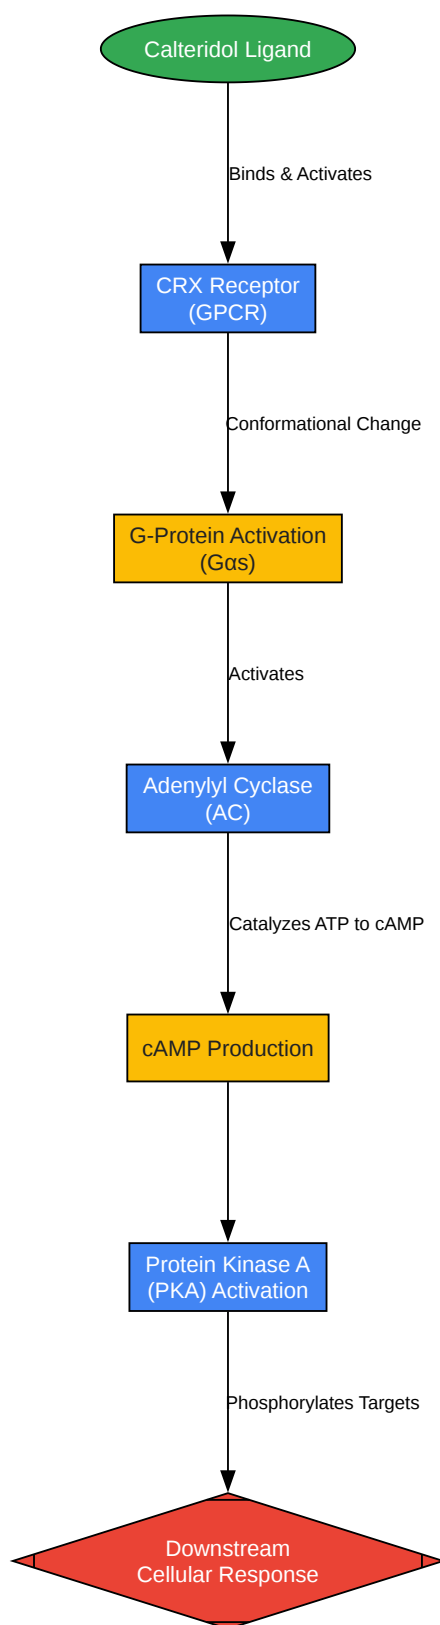 Calteridol Ligand
Binds & Activates
CRX Receptor
(GPCR)
Conformational Change
G-Protein Activation
(Gαs)
Activates
Adenylyl Cyclase
(AC)
Catalyzes ATP to cAMP
cAMP Production
Protein Kinase A
(PKA) Activation
Phosphorylates Targets
Downstream
Cellular Response